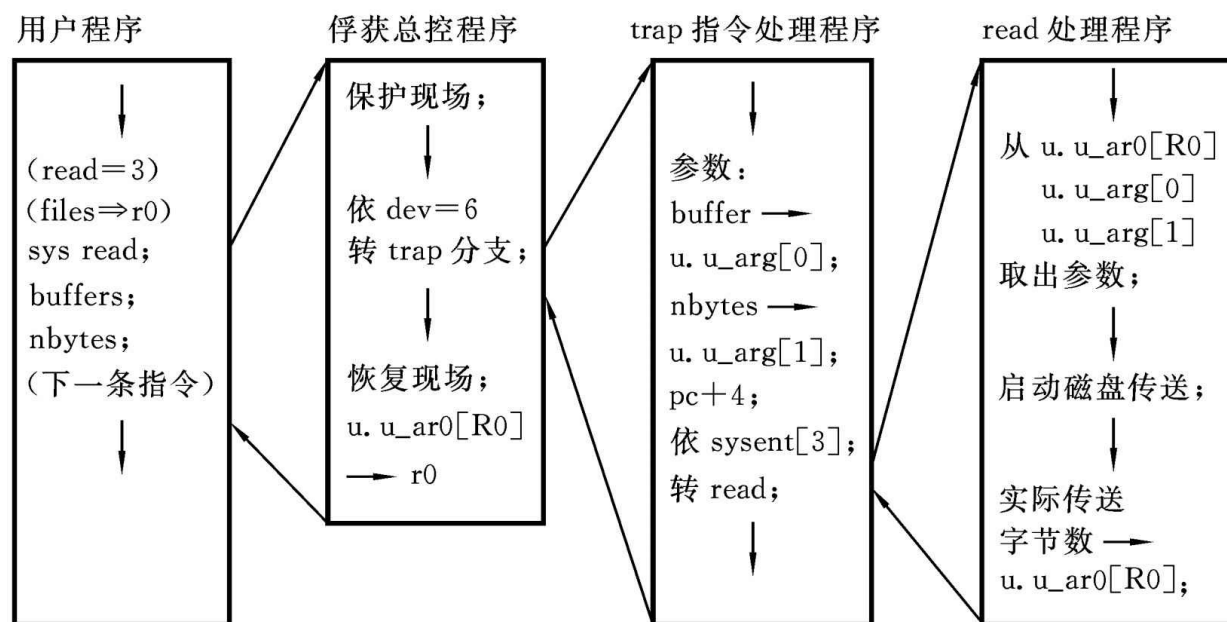 用户程序
(read=3)
(files⇒r0)
sys read;
buffers;
nbytes;
(下一条指令)
俘获总控程序
保护现场;
依 dev=6
转 trap 分支;
恢复现场;
u.u_ar0[R0]
→ r0
trap 指令处理程序
参数:
buffer →
u.u_arg[0];
nbytes →
u.u_arg[1];
pc+4;
依 sysent[3];
转 read;
read 处理程序
从 u.u_ar0[R0]
u.u_arg[0]
u.u_arg[1]
取出参数;
启动磁盘传送;
实际传送
字节数 →
u.u_ar0[R0];